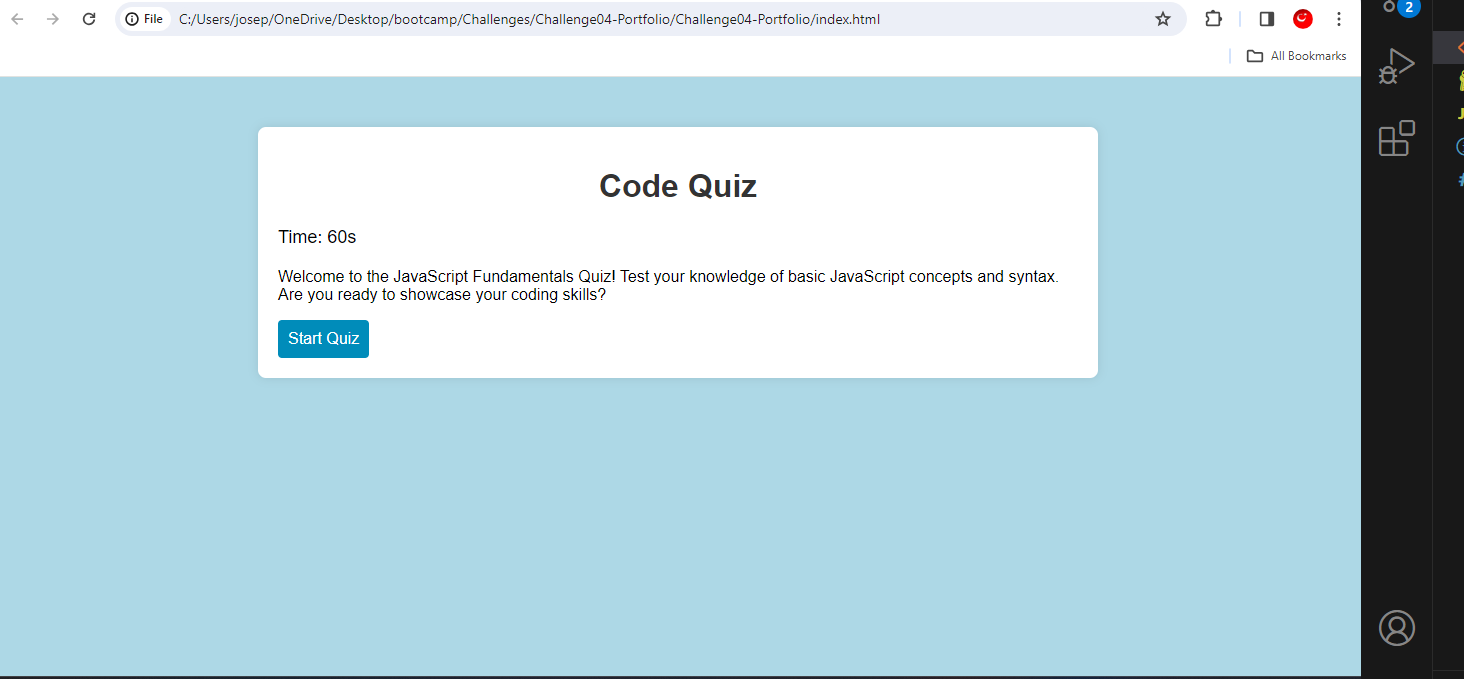 File
C:/Users/josep/OneDrive/Desktop/bootcamp/Challenges/Challenge04-Portfolio/Challenge04-Portfolio/index.html
2
All Bookmarks
Code Quiz
Time: 60s
Welcome to the JavaScript Fundamentals Quiz! Test your knowledge of basic JavaScript concepts and syntax.
Are you ready to showcase your coding skills?
Start Quiz